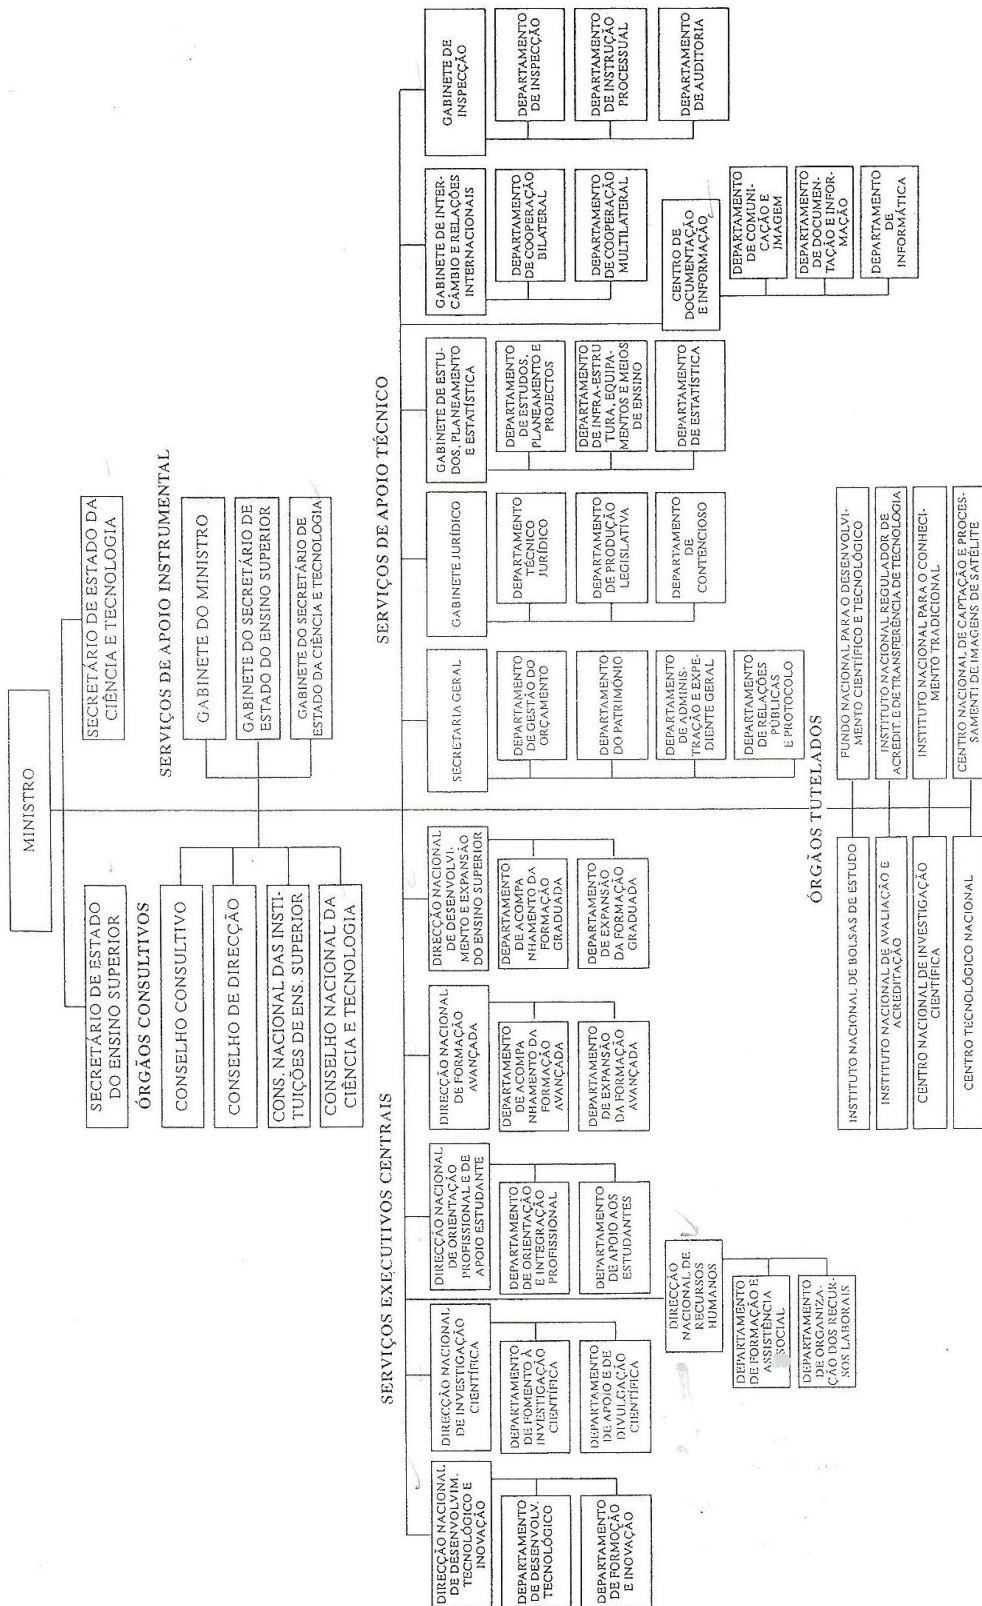 MINISTRO
SECRETÁRIO DE ESTADO
DO ENSINO SUPERIOR
SECRETÁRIO DE ESTADO DA
CIÊNCIA E TECNOLOGIA
ÓRGÃOS CONSULTIVOS
CONSELHO CONSULTIVO
CONSELHO DE DIRECÇÃO
CONS. NACIONAL DAS INSTI-
TUIÇÕES DE ENS. SUPERIOR
CONSELHO NACIONAL DA
CIÊNCIA E TECNOLOGIA
SERVIÇOS DE APOIO INSTRUMENTAL
GABINETE DO MINISTRO
GABINETE DO SECRETÁRIO DE
ESTADO DO ENSINO SUPERIOR
GABINETE DO SECRETÁRIO DE
ESTADO DA CIÊNCIA E TECNOLOGIA
SERVIÇOS EXECUTIVOS CENTRAIS
DIRECÇÃO NACIONAL
DE DESENVOLVIM.
TECNOLÓGICO E
INOVAÇÃO
DEPARTAMENTO
DE DESENVOLV.
TECNOLÓGICO
DEPARTAMENTO
DE FORMOÇÃO
E INOVAÇÃO
DIRECÇÃO NACIONAL
DE INVESTIGAÇÃO
CIENTÍFICA
DEPARTAMENTO
DE FOMENTO À
INVESTIGAÇÃO
CIENTÍFICA
DEPARTAMENTO
DE APOIO E DE
DIVULGAÇÃO
CIENTÍFICA
DIRECÇÃO NACIONAL
DE ORIENTAÇÃO
PROFISSIONAL E DE
APOIO ESTUDANTE
DEPARTAMENTO
DE ORIENTAÇÃO
E INTEGRAÇÃO
PROFISSIONAL
DEPARTAMENTO
DE APOIO AOS
ESTUDANTES
DIRECÇÃO NACIONAL
DE FORMAÇÃO
AVANÇADA
DEPARTAMENTO
DE ACOMPA
NHAMENTO DA
FORMAÇÃO
AVANÇADA
DEPARTAMENTO
DE EXPANSÃO
DA FORMAÇÃO
AVANÇADA
DIRECÇÃO NACIONAL
DE DESENVOLVI-
MENTO E EXPANSÃO
DO ENSINO SUPERIOR
DEPARTAMENTO
DE ACOMPA
NHAMENTO DA
FORMAÇÃO
GRADUADA
DEPARTAMENTO
DE EXPANSÃO
DA FORMAÇÃO
GRADUADA
DIRECÇÃO
NACIONAL DE
RECURSOS
HUMANOS
DEPARTAMENTO
DE FORMAÇÃO E
ASSISTÊNCIA
SOCIAL
DEPARTAMENTO
DE ORGANIZA-
ÇÃO DOS RECUR-
SOS LABORAIS
SERVIÇOS DE APOIO TÉCNICO
SECRETARIA GERAL
DEPARTAMENTO
DE GESTÃO DO
ORÇAMENTO
DEPARTAMENTO
DO PATRIMÓNIO
DEPARTAMENTO
DE ADMINIS-
TRAÇÃO E EXPE-
DIENTE GERAL
DEPARTAMENTO
DE RELAÇÕES
PÚBLICAS
E PROTOCOLO
GABINETE JURÍDICO
DEPARTAMENTO
TÉCNICO
JURÍDICO
DEPARTAMENTO
DE PRODUÇÃO
LEGISLATIVA
DEPARTAMENTO
DE
CONTENCIOSO
GABINETE DE ESTU-
DOS, PLANEAMENTO
E ESTATÍSTICA
DEPARTAMENTO
DE ESTUDOS,
PLANEAMENTO E
PROJECTOS
DEPARTAMENTO
DE INFRA-ESTRU
TURA, EQUIPA-
MENTOS E MEIOS
DE ENSINO
DEPARTAMENTO
DE ESTATÍSTICA
GABINETE DE INTER-
CÂMBIO E RELAÇÕES
INTERNACIONAIS
DEPARTAMENTO
DE COOPERAÇÃO
BILATERAL
DEPARTAMENTO
DE COOPERAÇÃO
MULTILATERAL
GABINETE DE
INSPECÇÃO
DEPARTAMENTO
DE INSPECÇÃO
DEPARTAMENTO
DE INSTRUÇÃO
PROCESSUAL
DEPARTAMENTO
DE AUDITORIA
CENTRO DE
DOCUMENTAÇÃO
E INFORMAÇÃO
DEPARTAMENTO
DE COMUNI-
CAÇÃO E
IMAGEM
DEPARTAMENTO
DE DOCUMEN-
TAÇÃO E INFOR-
MAÇÃO
DEPARTAMENTO
DE
INFORMÁTICA
ÓRGÃOS TUTELADOS
INSTITUTO NACIONAL DE BOLSAS DE ESTUDO
INSTITUTO NACIONAL DE AVALIAÇÃO E
ACREDITAÇÃO
CENTRO NACIONAL DE INVESTIGAÇÃO
CIENTÍFICA
CENTRO TECNOLÓGICO NACIONAL
FUNDO NACIONAL PARA O DESENVOLVI-
MENTO CIENTÍFICO E TECNOLÓGICO
INSTITUTO NACIONAL REGULADOR DE
ACREDIT. E DE TRANSFERÊNCIA DE TECNOLOGIA
INSTITUTO NACIONAL PARA O CONHECI-
MENTO TRADICIONAL
CENTRO NACIONAL DE CAPTAÇÃO E PROCES-
SAMENTI DE IMAGENS DE SATÉLITE